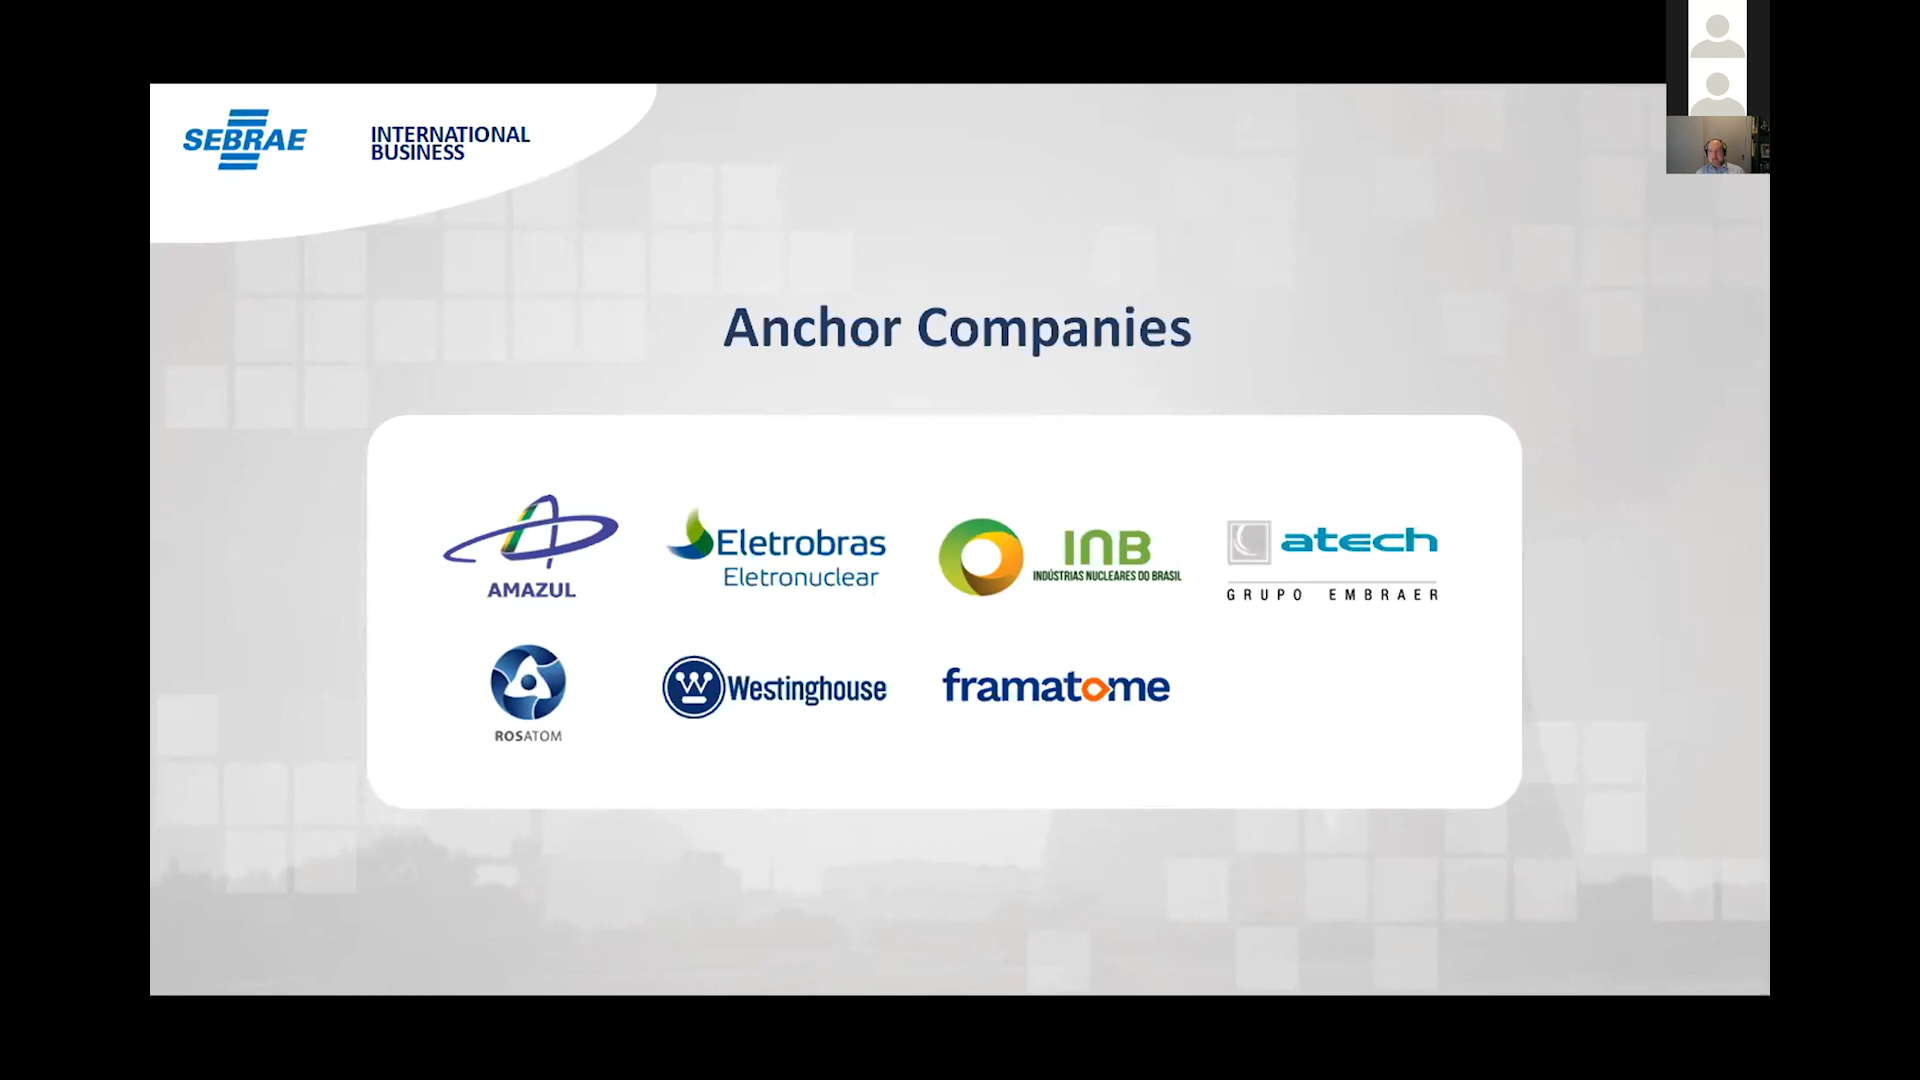 SEBRAE
INTERNATIONAL
BUSINESS
Anchor Companies
AMAZUL
Eletrobras
Eletronuclear
INB
INDÚSTRIAS NUCLEARES DO BRASIL
atech
GRUPO EMBRAER
ROSATOM
W Westinghouse
framatome